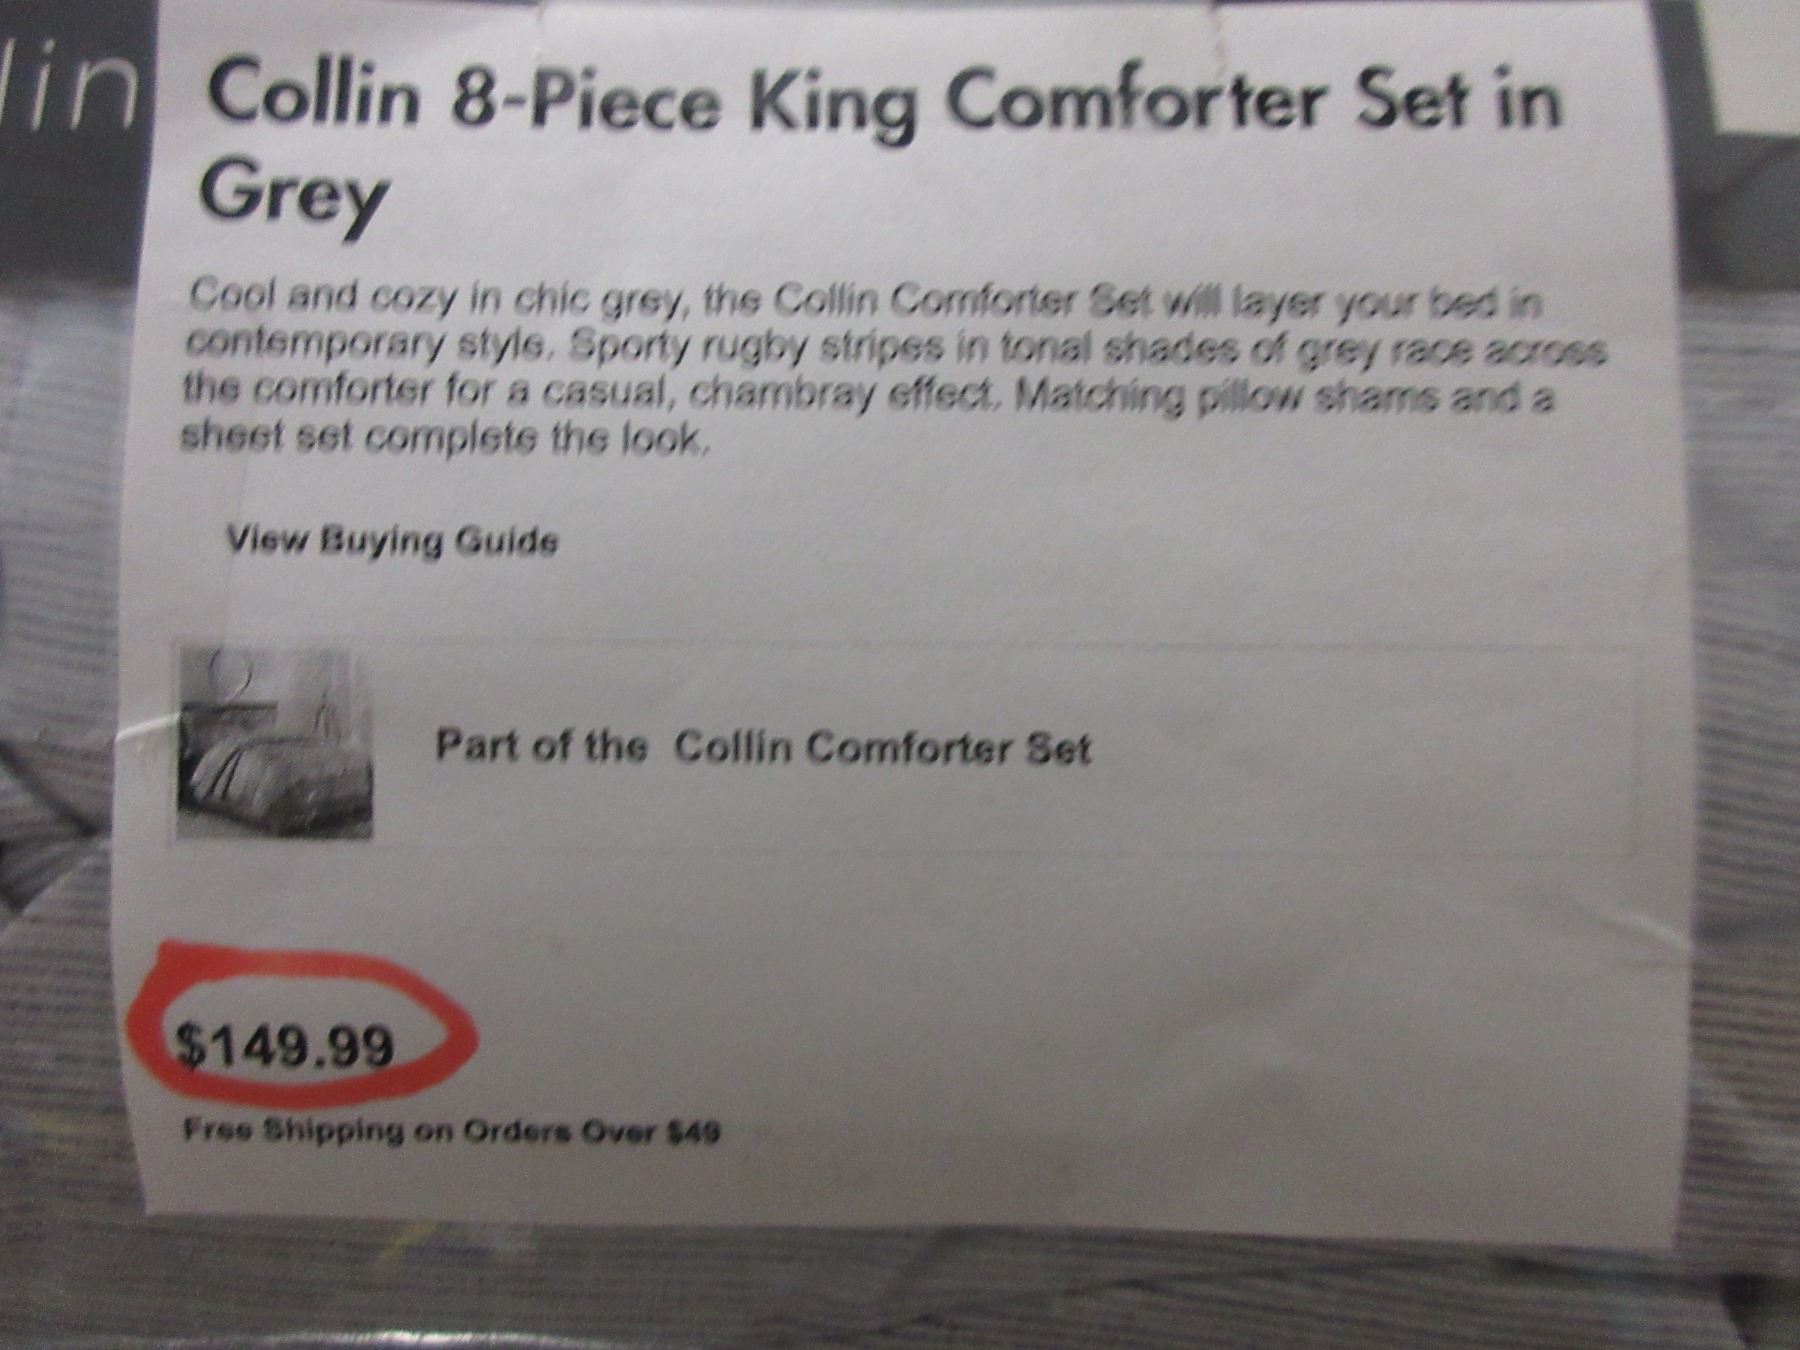 lin
Collin 8-Piece King Comforter Set in
Grey
Cool and cozy in chic grey, the Collin Comforter Set will layer your bed in
contemporary style. Sporty rugby stripes in tonal shades of grey race across
the comforter for a casual, chambray effect. Matching pillow shams and a
sheet set complete the look.
View Buying Guide
Part of the Collin Comforter Set
$149.99
Free Shipping on Orders Over $49